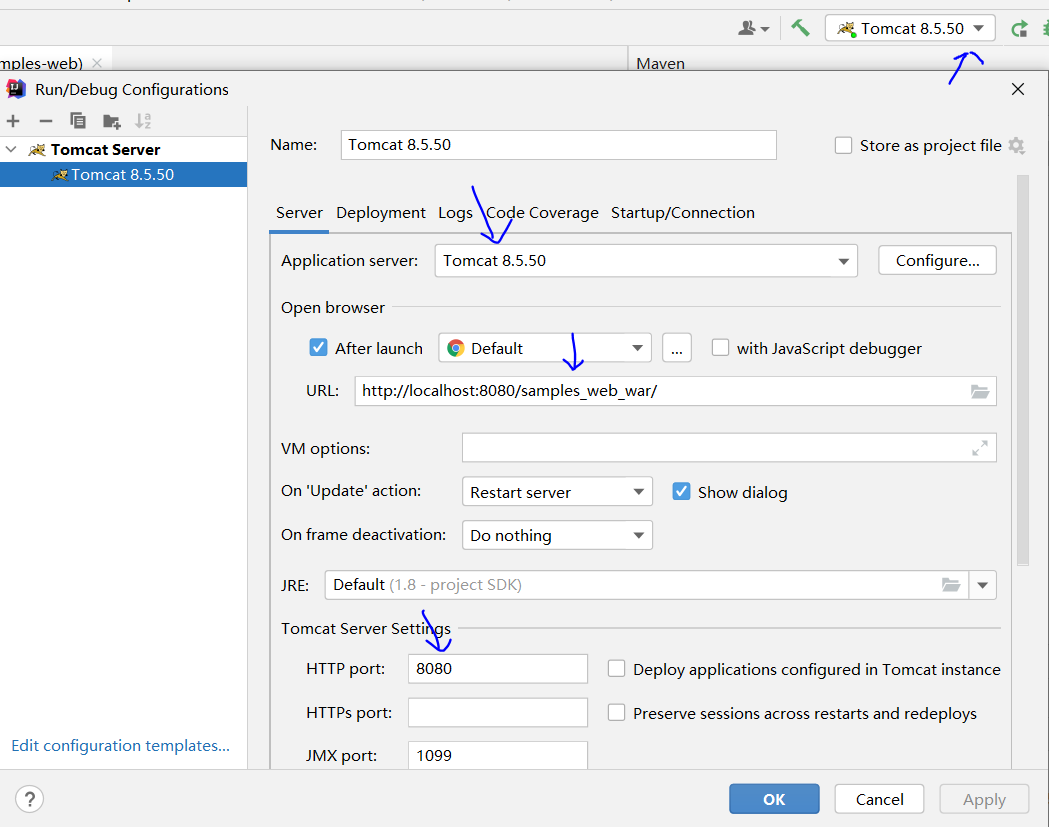 Tomcat 8.5.50
mples-web)
Maven
Run/Debug Configurations
Tomcat Server
Tomcat 8.5.50
Name: Tomcat 8.5.50 Store as project file
Server Deployment Logs Code Coverage Startup/Connection
Application server: Tomcat 8.5.50 Configure...
Open browser
After launch Default ... with JavaScript debugger
URL: http://localhost:8080/samples_web_war/
VM options:
On 'Update' action: Restart server Show dialog
On frame deactivation: Do nothing
JRE: Default (1.8 - project SDK)
Tomcat Server Settings
HTTP port: 8080 Deploy applications configured in Tomcat instance
HTTPs port: Preserve sessions across restarts and redeploys
JMX port: 1099
Edit configuration templates...
? OK Cancel Apply